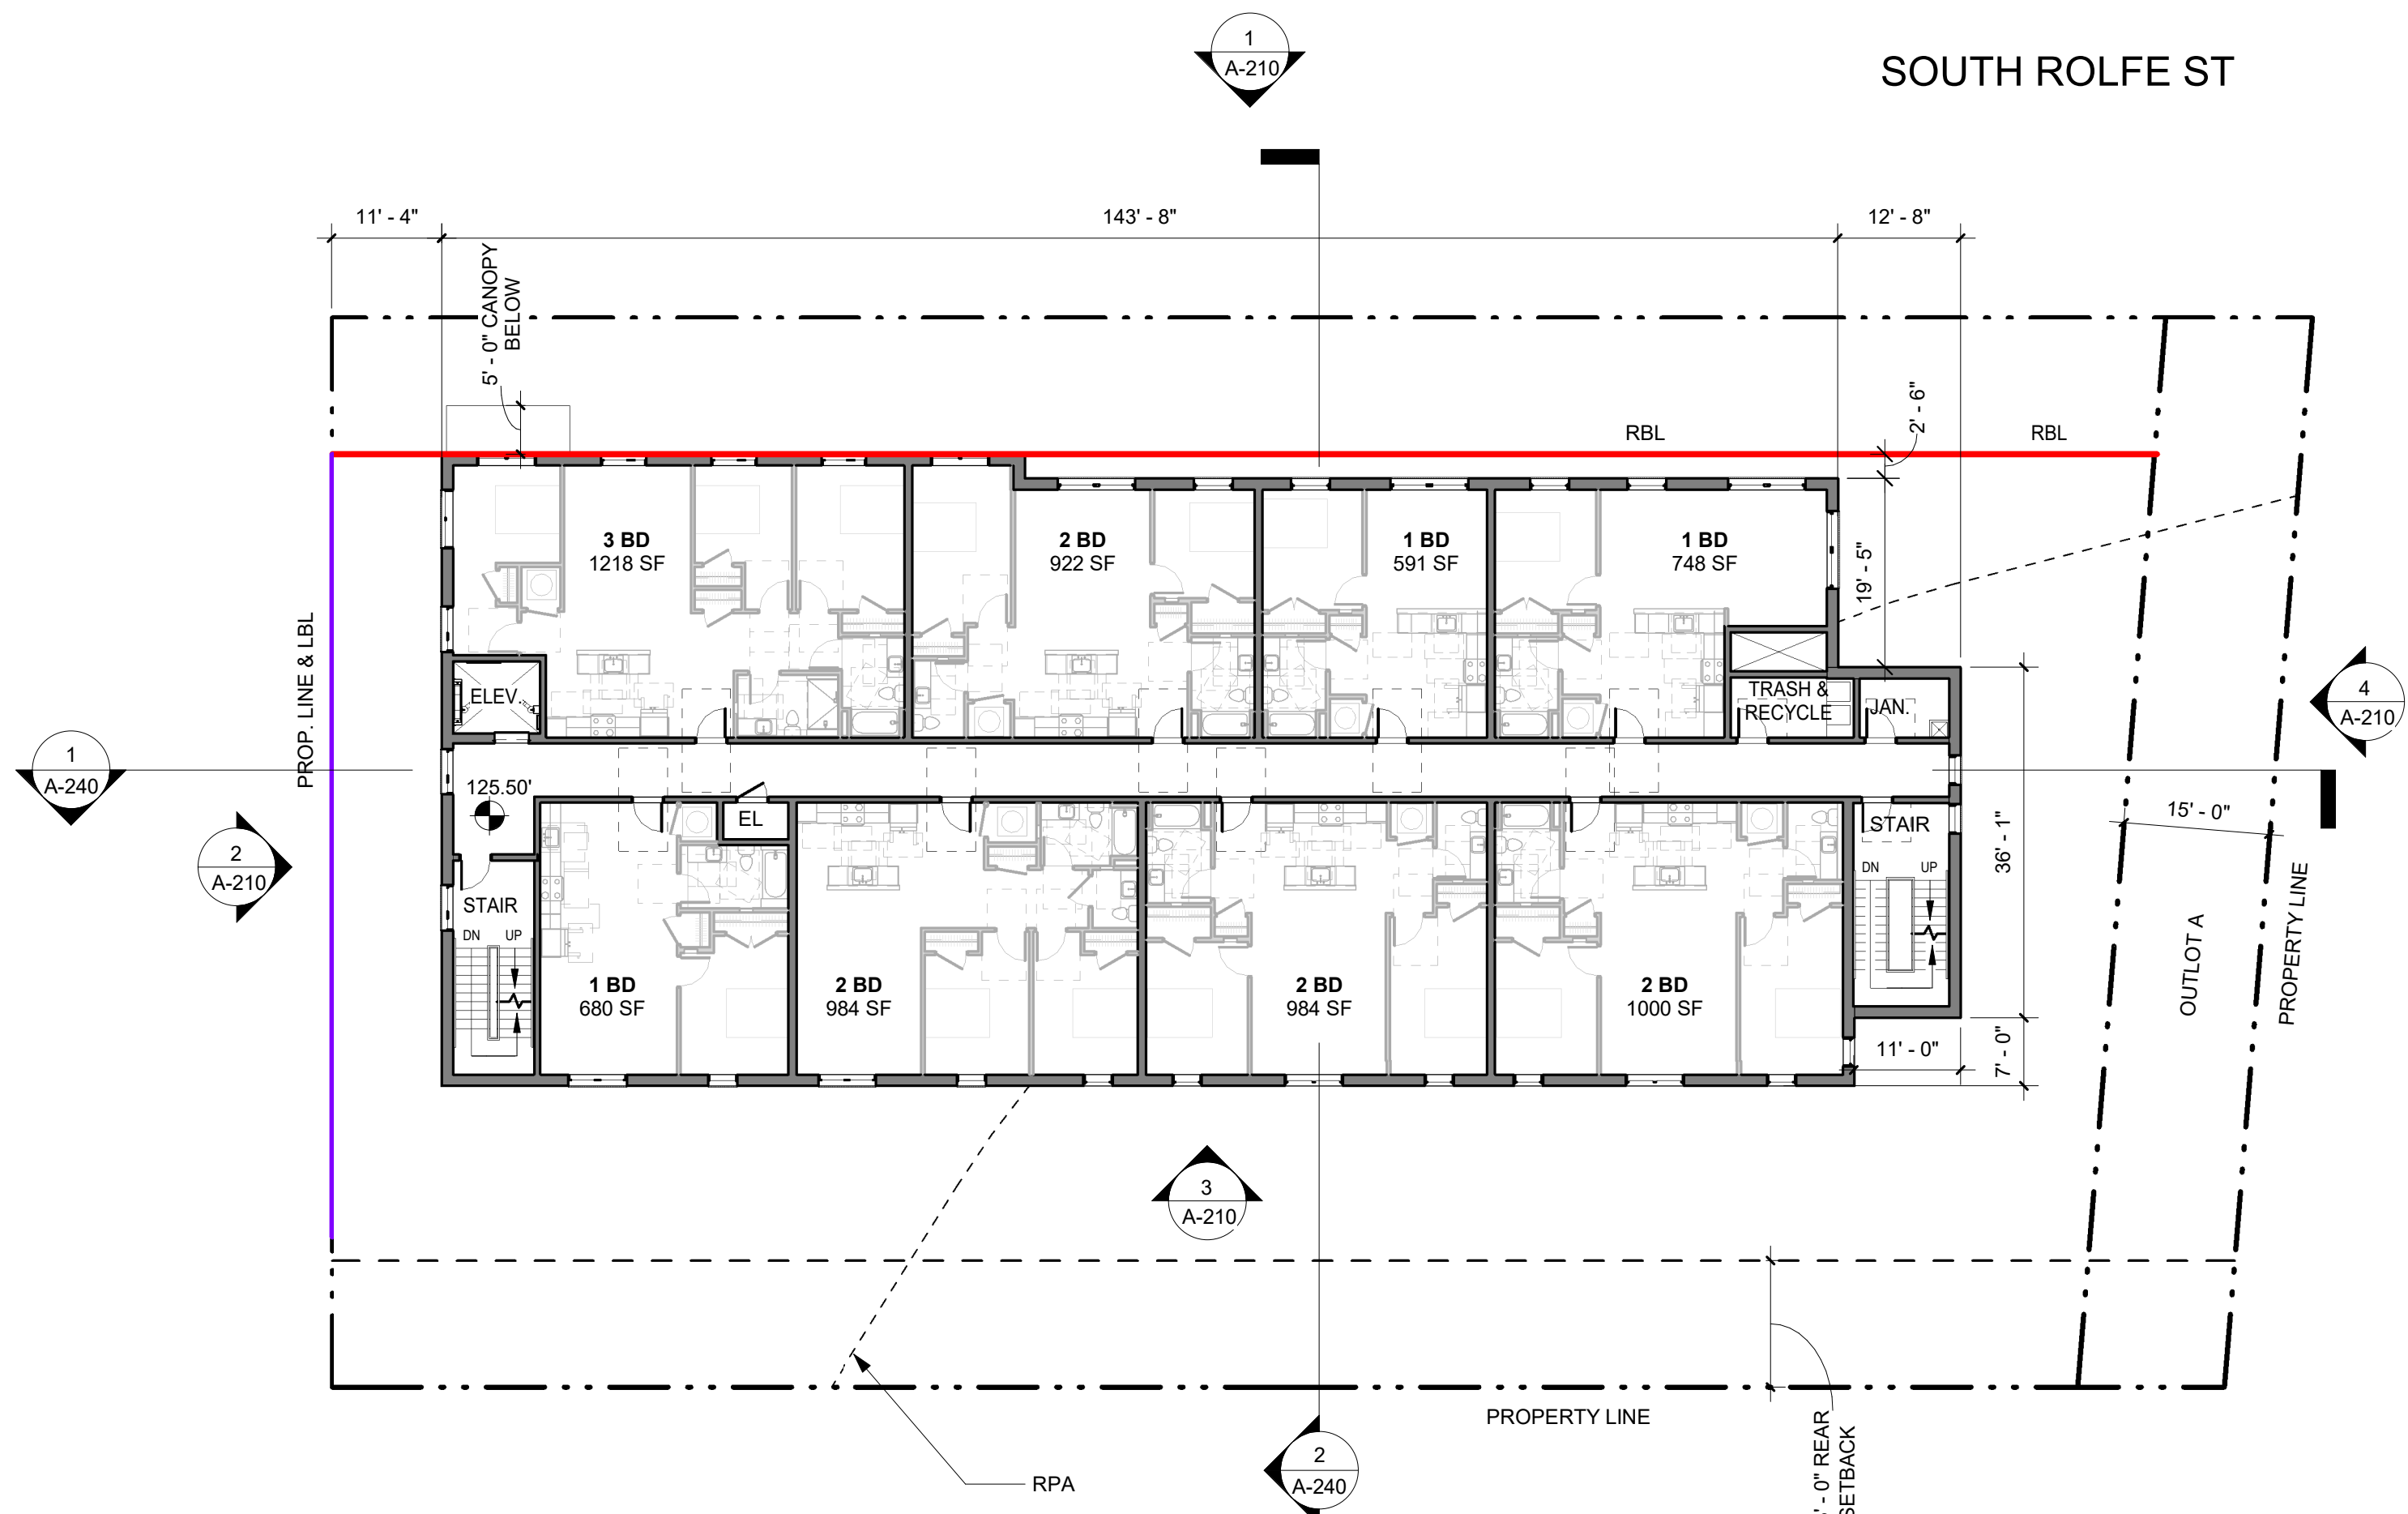 1
A-210
SOUTH ROLFE ST
11' - 4"
143' - 8"
12' - 8"
5' - 0" CANOPY
BELOW
2' - 6"
RBL
RBL
3 BD
1218 SF
2 BD
922 SF
1 BD
591 SF
1 BD
748 SF
19' - 5"
PROP. LINE & LBL
ELEV.
TRASH &
RECYCLE
JAN.
4
A-210
1
A-240
125.50'
EL
STAIR
15' - 0"
2
A-210
36' - 1"
DN
UP
STAIR
DN
UP
OUTLOT A
PROPERTY LINE
1 BD
680 SF
2 BD
984 SF
2 BD
984 SF
2 BD
1000 SF
11' - 0"
7' - 0"
3
A-210
PROPERTY LINE
' - 0" REAR
SETBACK
2
A-240
RPA